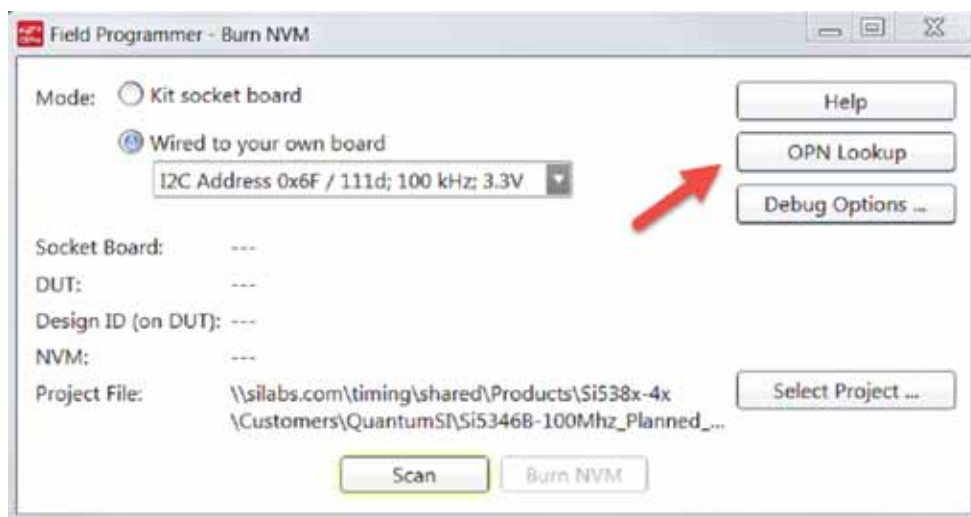 Field Programmer - Burn NVM
Mode:
Kit socket board
Help
Wired to your own board
OPN Lookup
I2C Address 0x6F / 111d; 100 kHz; 3.3V
Debug Options ...
Socket Board: ---
DUT: ---
Design ID (on DUT): ---
NVM: ---
Project File: \\silabs.com\timing\shared\Products\Si538x-4x
\Customers\QuantumSI\Si5346B-100Mhz_Planned_...
Select Project ...
Scan
Burn NVM